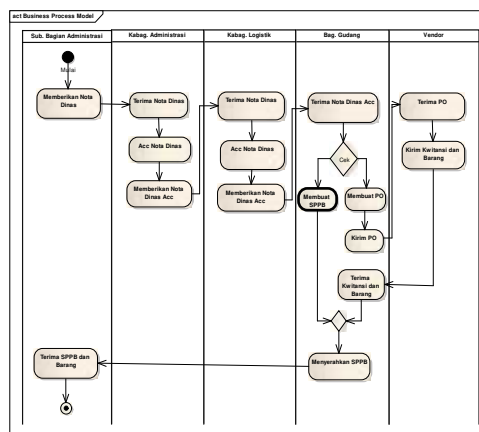 act Business Process Model
Sub. Bagian Administrasi
Kabag. Administrasi
Kabag. Logistik
Bag. Gudang
Vendor
Mulai
Memberikan Nota
Dinas
Terima Nota Dinas
Acc Nota Dinas
Memberikan Nota
Dinas Acc
Terima Nota Dinas
Acc Nota Dinas
Memberikan Nota
Dinas Acc
Terima Nota Dinas Acc
Cek
Membuat
SPPB
Membuat PO
Kirim PO
Terima PO
Kirim Kwitansi dan
Barang
Terima
Kwitansi dan
Barang
Menyerahkan SPPB
Terima SPPB dan
Barang